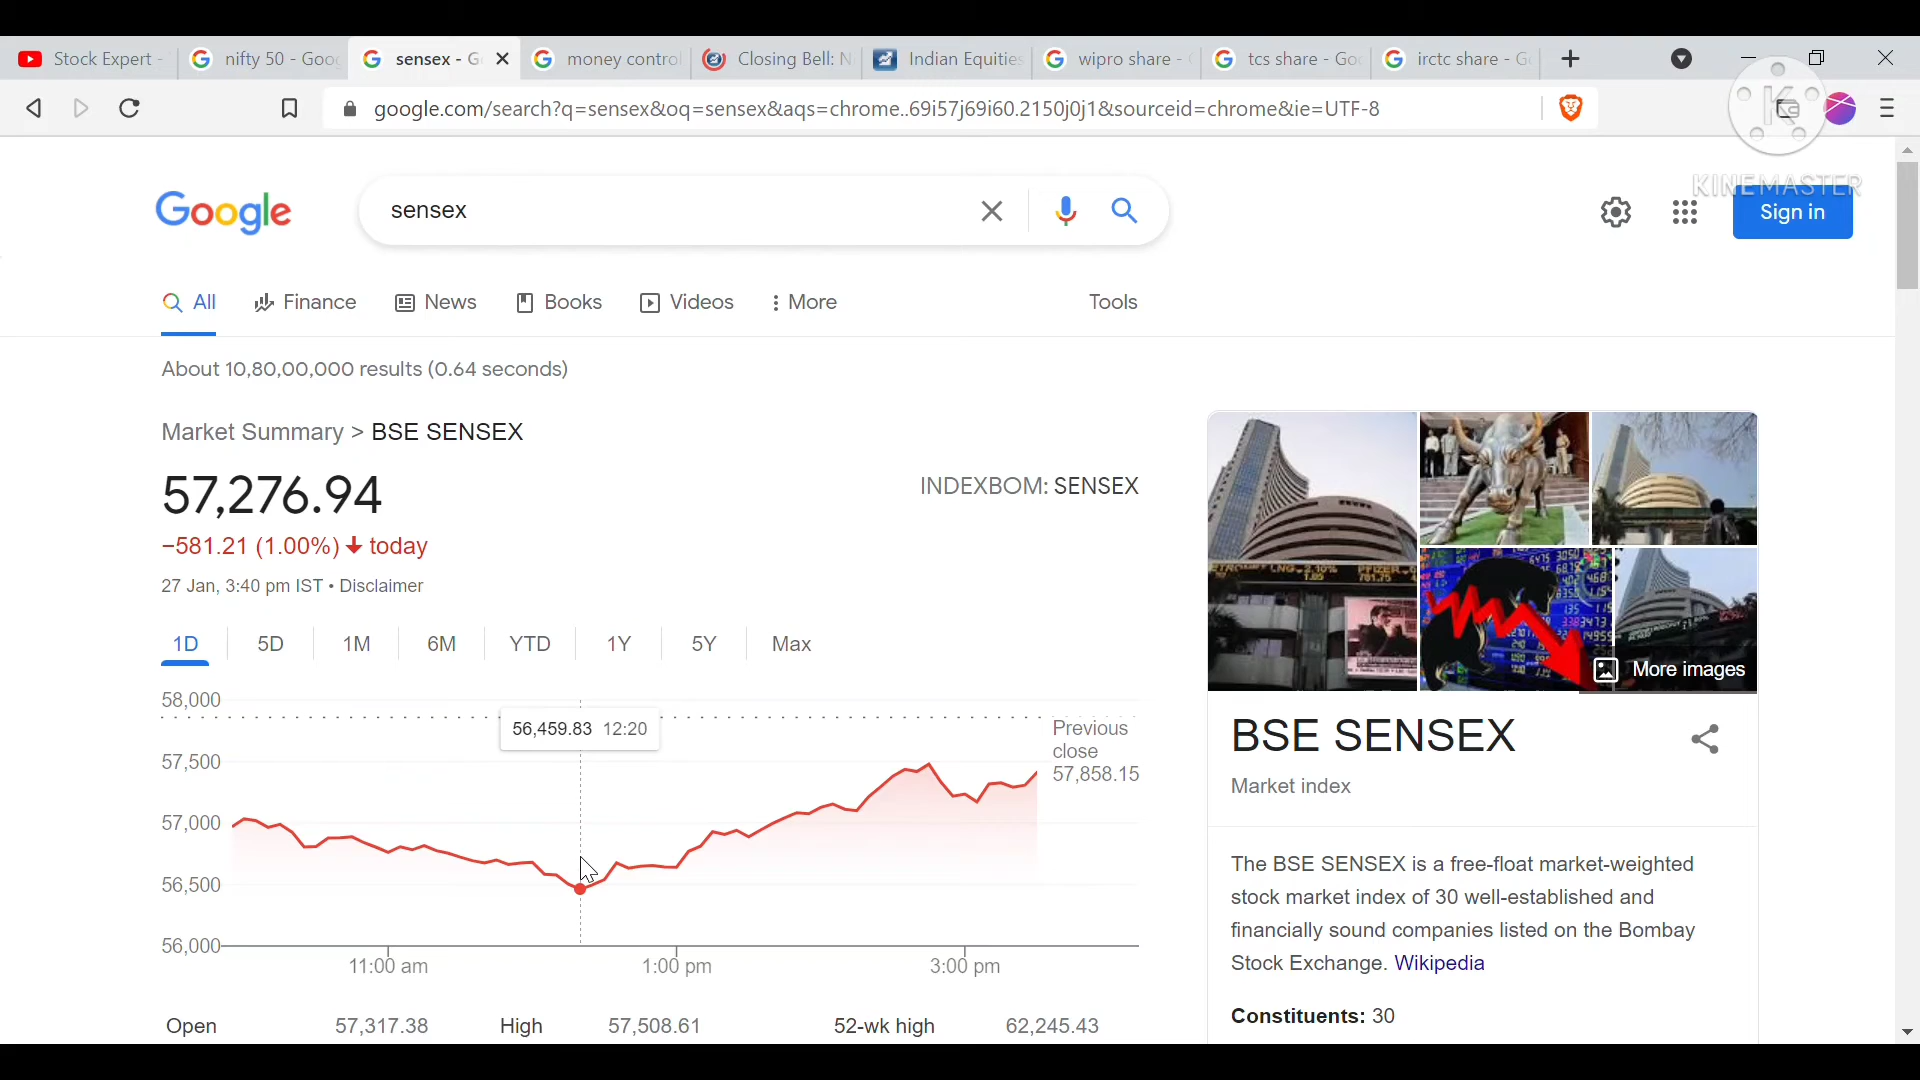 Stock Expert -
nifty 50 - Goo
sensex - G
money contro
Closing Bell: N
Indian Equities
wipro share -
tcs share - Go
irctc share - G
google.com/search?q=sensex&oq=sensex&aqs=chrome..69i57j69i60.2150j0j1&sourceid=chrome&ie=UTF-8
KINEMASTER
Google
sensex
Sign in
All
Finance
News
Books
Videos
More
Tools
About 10,80,00,000 results (0.64 seconds)
Market Summary > BSE SENSEX
57,276.94
INDEXBOM: SENSEX
−581.21 (1.00%) today
27 Jan, 3:40 pm IST • Disclaimer
1D
5D
1M
6M
YTD
1Y
5Y
Max
58,000
57,500
57,000
56,500
56,000
56,459.83 12:20
Previous
close
57,858.15
11:00 am
1:00 pm
3:00 pm
Open 57,317.38
High 57,508.61
52-wk high 62,245.43
More images
BSE SENSEX
Market index
The BSE SENSEX is a free-float market-weighted
stock market index of 30 well-established and
financially sound companies listed on the Bombay
Stock Exchange. Wikipedia
Constituents: 30